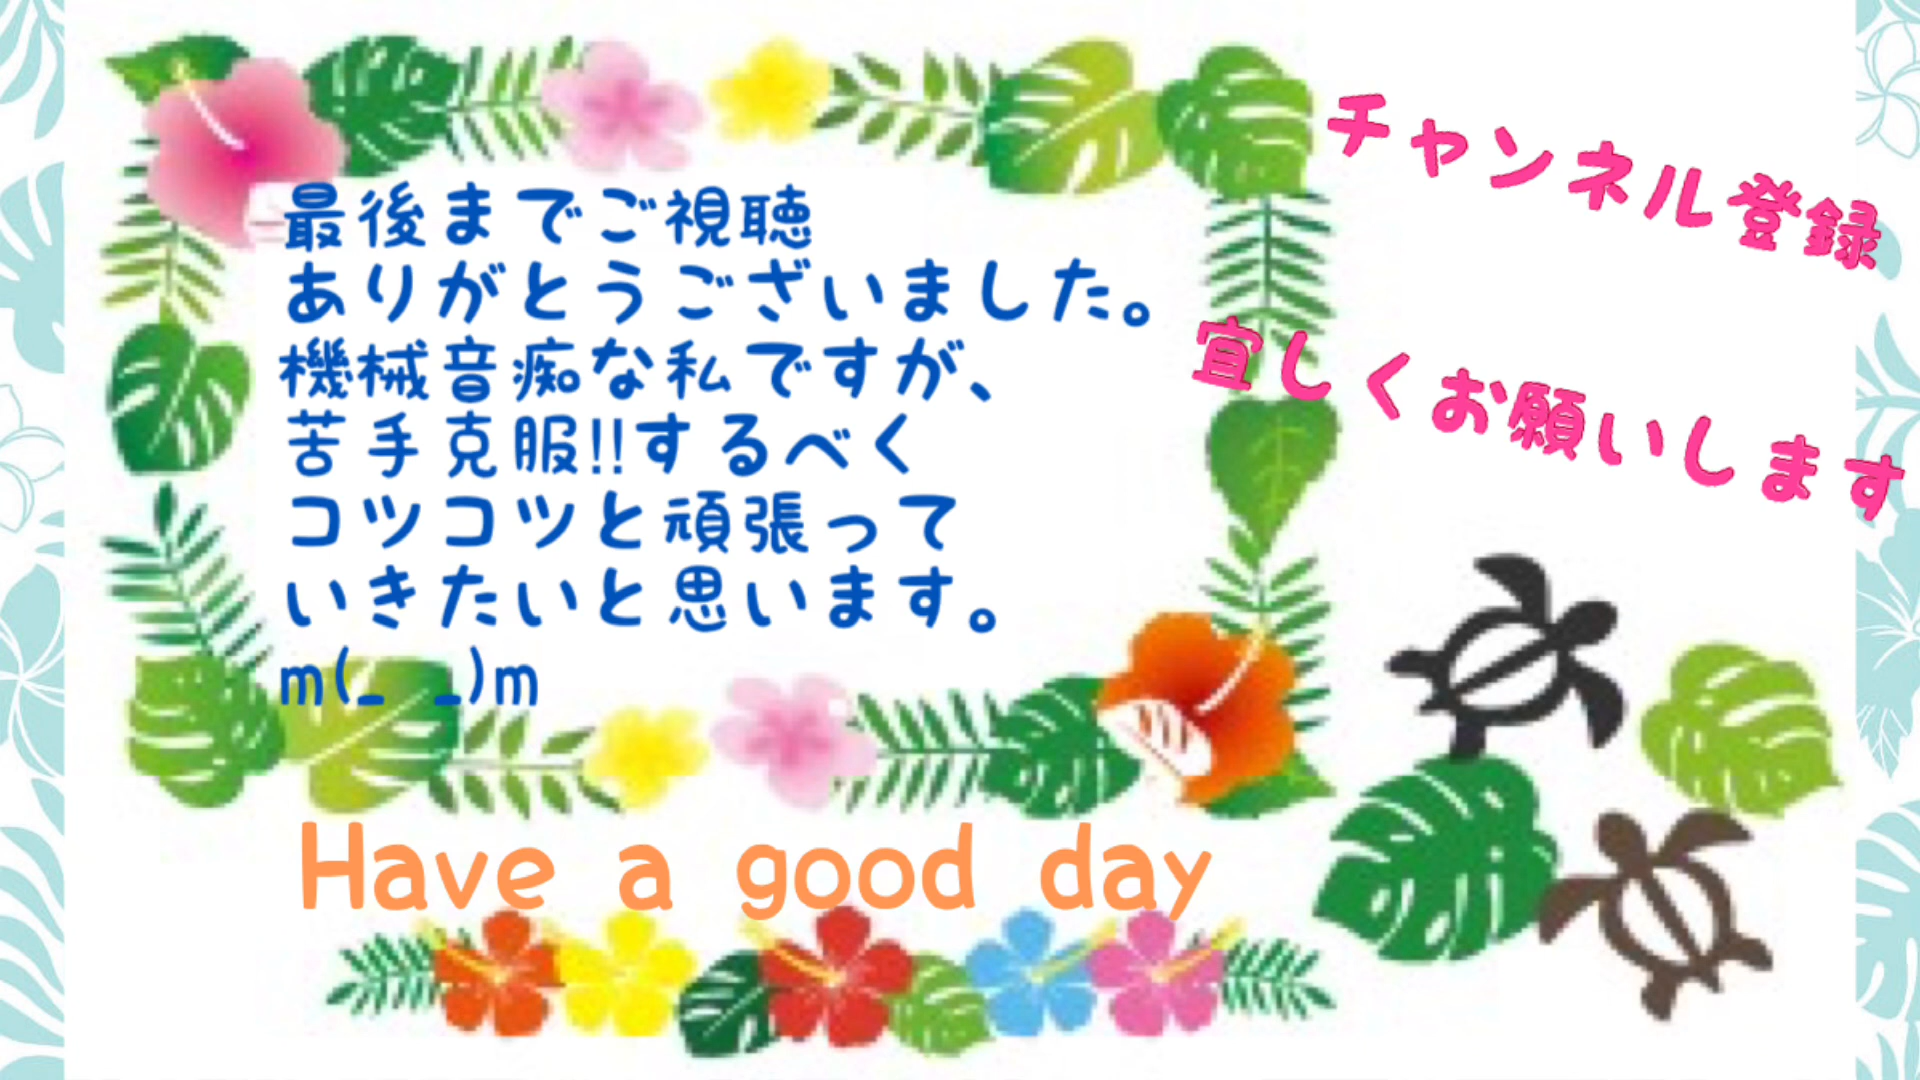 最後までご視聴
ありがとうございました。
機械音痴な私ですが、
苦手克服!!するべく
コツコツと頑張って
いきたいと思います。
m(_ _)m
チャンネル登録
宜しくお願いします
Have a good day